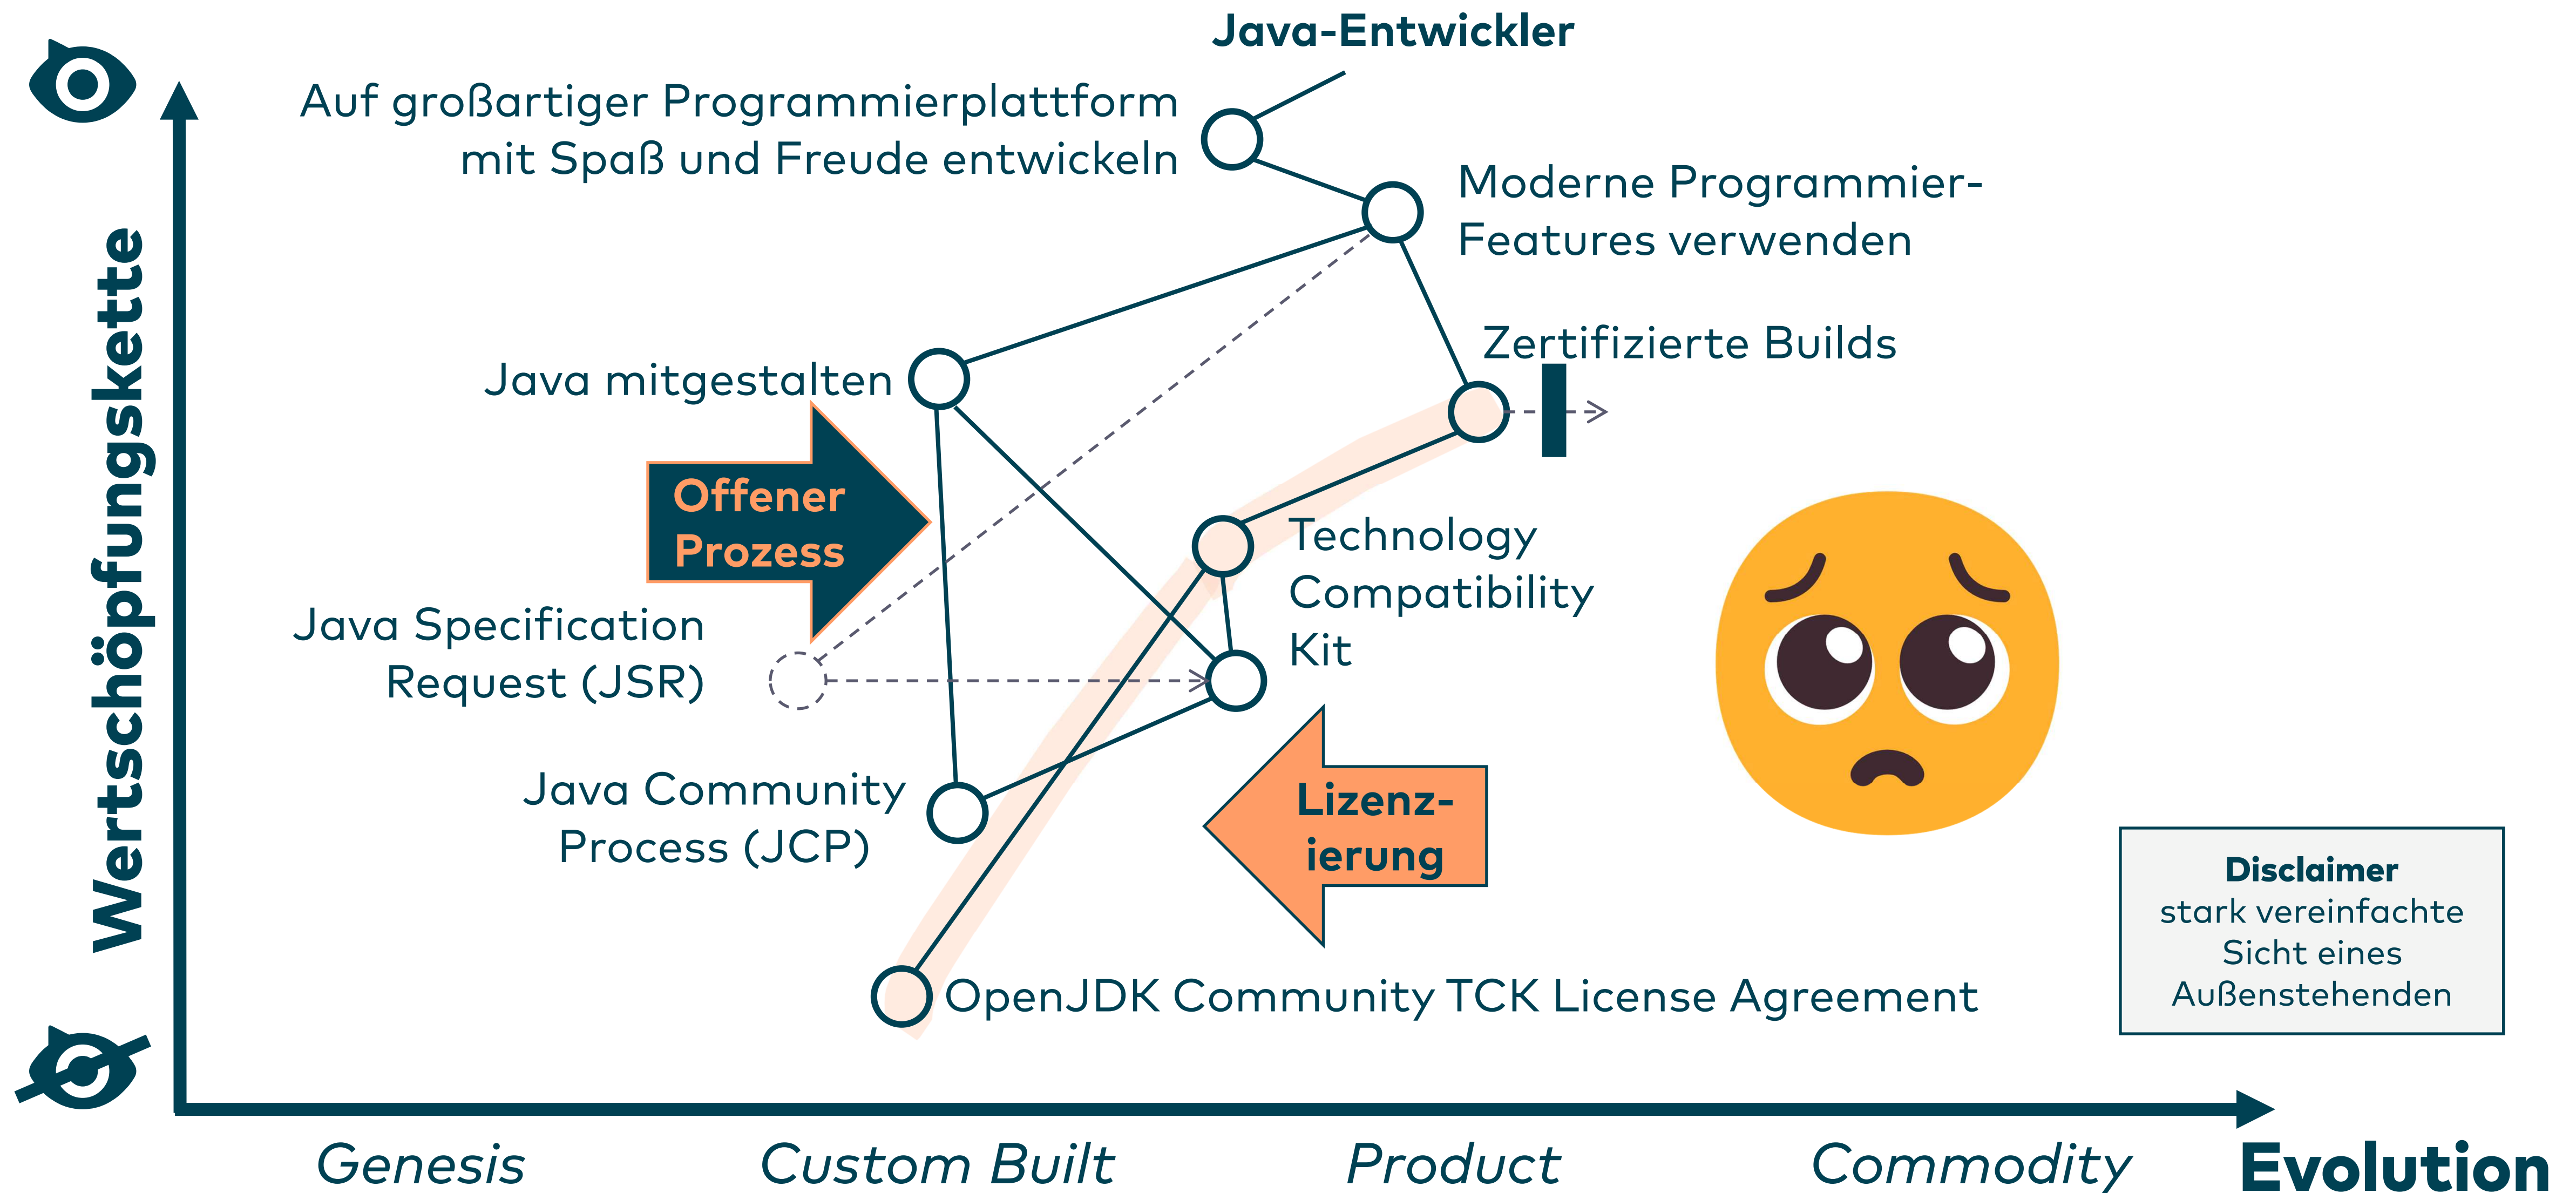 Java-Entwickler
Auf großartiger Programmierplattform
mit Spaß und Freude entwickeln
Moderne Programmier-
Features verwenden
Zertifizierte Builds
Java mitgestalten
Offener
Prozess
Technology
Compatibility
Kit
Java Specification
Request (JSR)
Java Community
Process (JCP)
Lizenz-
ierung
OpenJDK Community TCK License Agreement
Disclaimer
stark vereinfachte
Sicht eines
Außenstehenden
Wertschöpfungskette
Genesis
Custom Built
Product
Commodity
Evolution